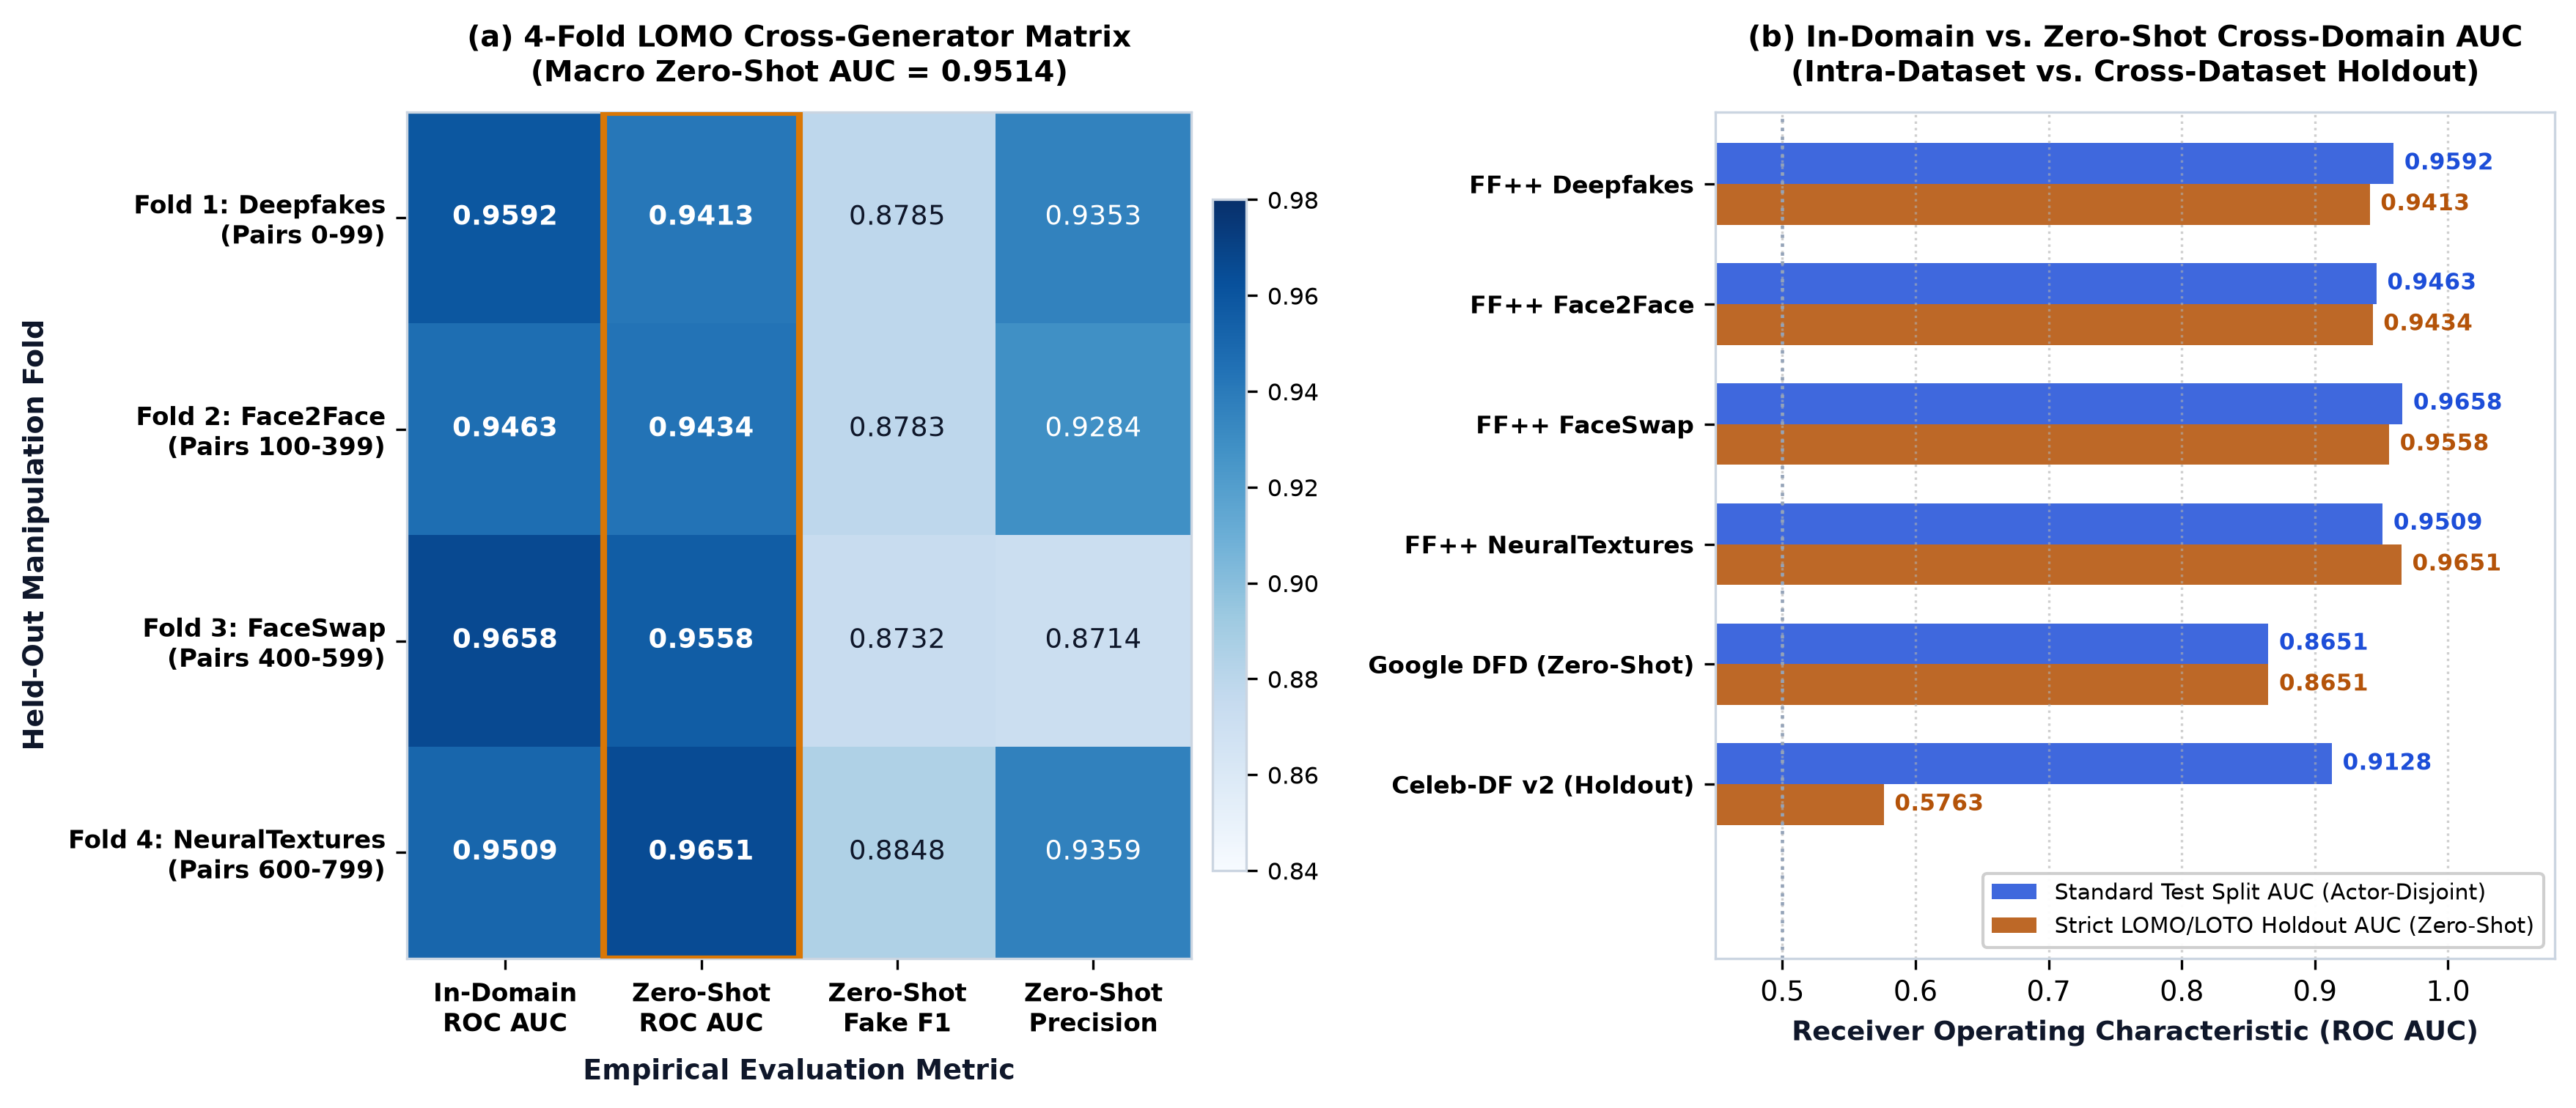 (a) 4-Fold LOMO Cross-Generator Matrix
(Macro Zero-Shot AUC = 0.9514)
Held-Out Manipulation Fold
Fold 1: Deepfakes
(Pairs 0-99)
0.9592 0.9413 0.8785 0.9353
Fold 2: Face2Face
(Pairs 100-399)
0.9463 0.9434 0.8783 0.9284
Fold 3: FaceSwap
(Pairs 400-599)
0.9658 0.9558 0.8732 0.8714
Fold 4: NeuralTextures
(Pairs 600-799)
0.9509 0.9651 0.8848 0.9359
In-Domain
ROC AUC
Zero-Shot
ROC AUC
Zero-Shot
Fake F1
Zero-Shot
Precision
Empirical Evaluation Metric
0.98
0.96
0.94
0.92
0.90
0.88
0.86
0.84
(b) In-Domain vs. Zero-Shot Cross-Domain AUC
(Intra-Dataset vs. Cross-Dataset Holdout)
FF++ Deepfakes
0.9592
0.9413
FF++ Face2Face
0.9463
0.9434
FF++ FaceSwap
0.9658
0.9558
FF++ NeuralTextures
0.9509
0.9651
Google DFD (Zero-Shot)
0.8651
0.8651
Celeb-DF v2 (Holdout)
0.9128
0.5763
Standard Test Split AUC (Actor-Disjoint)
Strict LOMO/LOTO Holdout AUC (Zero-Shot)
0.5 0.6 0.7 0.8 0.9 1.0
Receiver Operating Characteristic (ROC AUC)